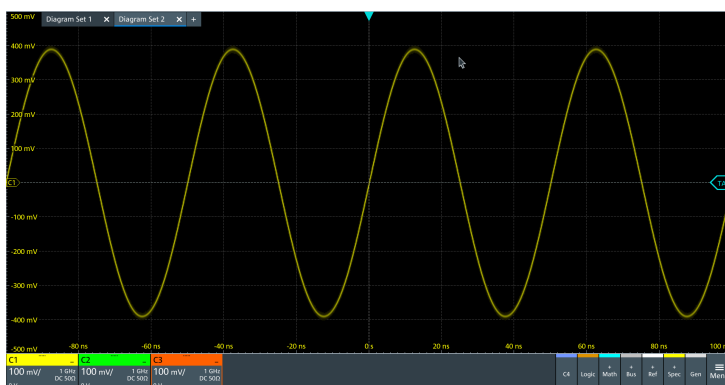 500 mV
Diagram Set 1 ×
Diagram Set 2 ×
+
400 mV
300 mV
200 mV
100 mV
C1
TA
-100 mV
-200 mV
-300 mV
-400 mV
-500 mV
-80 ns
-60 ns
-40 ns
-20 ns
0 s
20 ns
40 ns
60 ns
80 ns
100 n
C1
100 mV/
1 GHz
DC 50Ω
C2
100 mV/
1 GHz
DC 50Ω
C3
100 mV/
1 GHz
DC 50Ω
C4
Logic
+
Math
+
Bus
+
Ref
+
Spec
Gen
Men